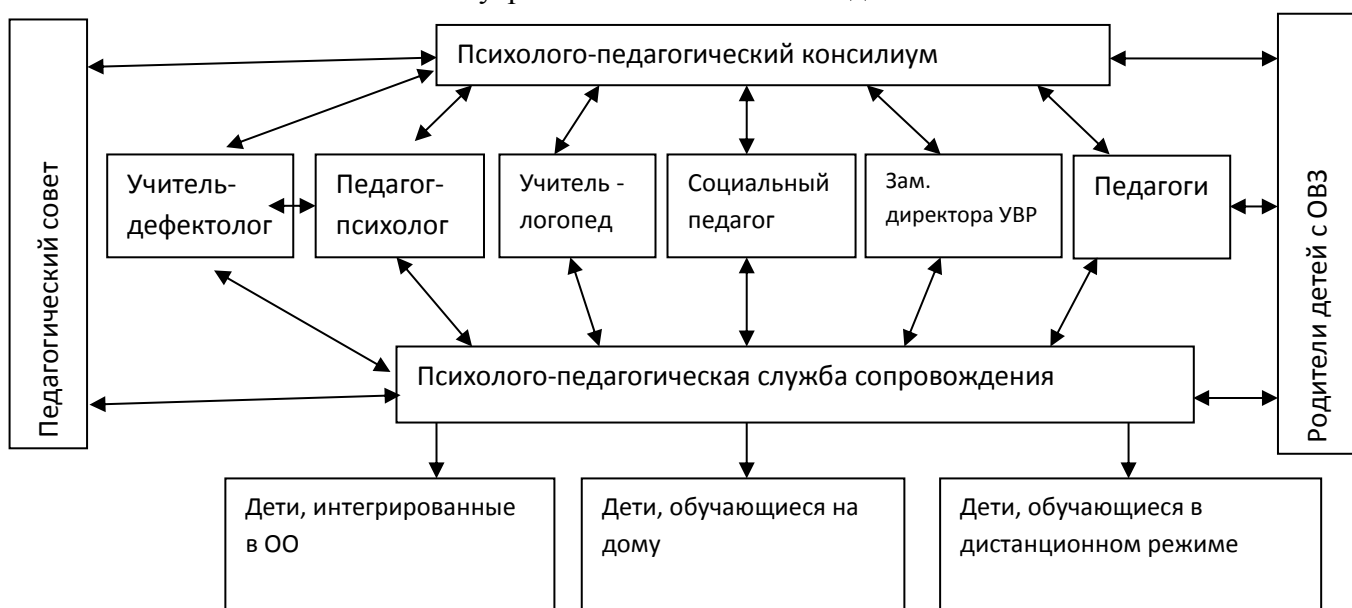 Психолого-педагогический консилиум
Педагогический совет
Учитель-
дефектолог
Педагог-
психолог
Учитель -
логопед
Социальный
педагог
Зам.
директора УВР
Педагоги
Родители детей с ОВЗ
Психолого-педагогическая служба сопровождения
Дети, интегрированные
в ОО
Дети, обучающиеся на
дому
Дети, обучающиеся в
дистанционном режиме